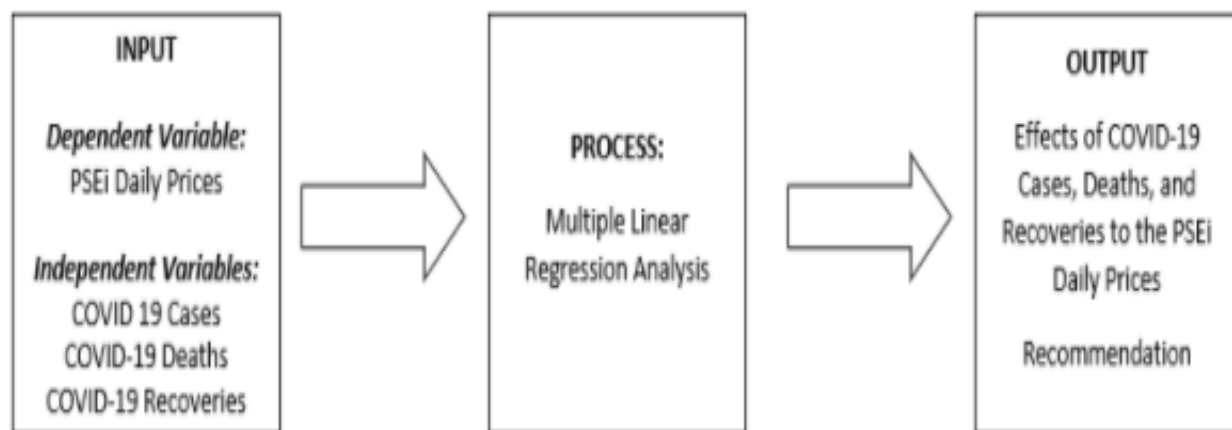 INPUT
Dependent Variable:
PSEi Daily Prices
Independent Variables:
COVID 19 Cases
COVID-19 Deaths
COVID-19 Recoveries
PROCESS:
Multiple Linear
Regression Analysis
OUTPUT
Effects of COVID-19
Cases, Deaths, and
Recoveries to the PSEi
Daily Prices
Recommendation